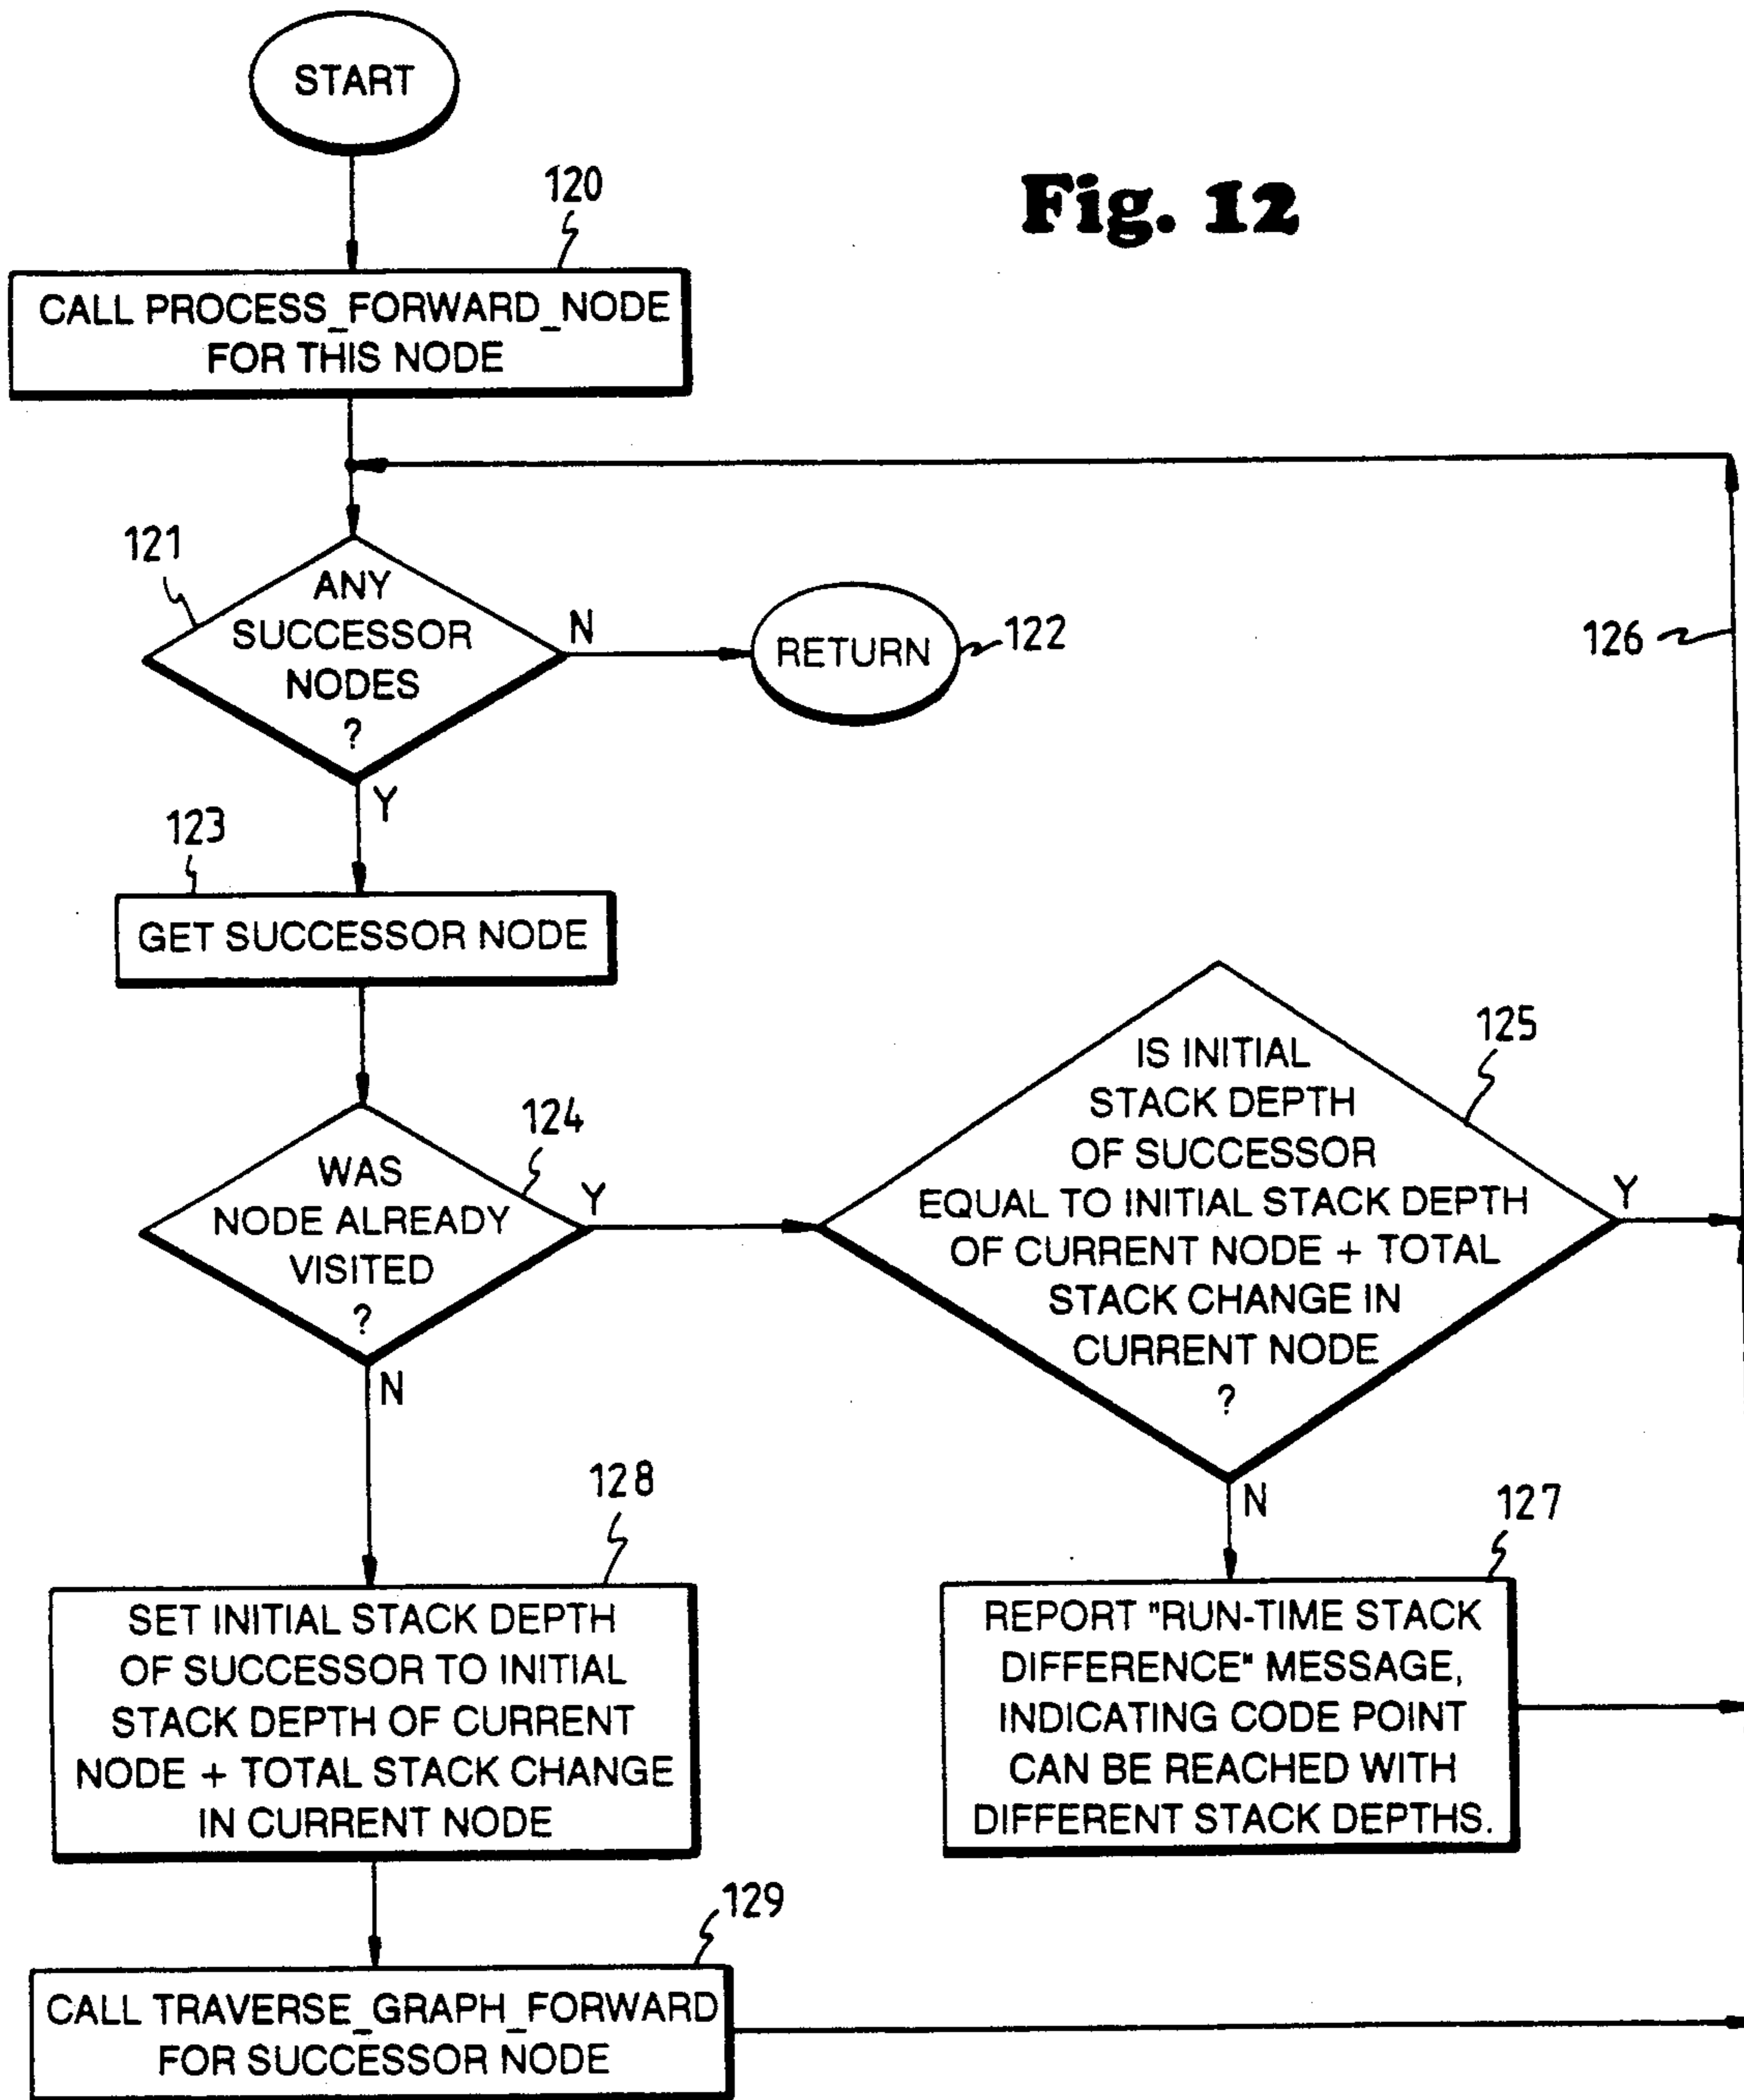 START
120
Fig. 12
CALL PROCESS_FORWARD_NODE
FOR THIS NODE
121
ANY
SUCCESSOR
NODES
?
N
RETURN
122
126
Y
123
GET SUCCESSOR NODE
124
WAS
NODE ALREADY
VISITED
?
Y
125
IS INITIAL
STACK DEPTH
OF SUCCESSOR
EQUAL TO INITIAL STACK DEPTH
OF CURRENT NODE + TOTAL
STACK CHANGE IN
CURRENT NODE
?
Y
N
N
128
127
SET INITIAL STACK DEPTH
OF SUCCESSOR TO INITIAL
STACK DEPTH OF CURRENT
NODE + TOTAL STACK CHANGE
IN CURRENT NODE
REPORT "RUN-TIME STACK
DIFFERENCE" MESSAGE,
INDICATING CODE POINT
CAN BE REACHED WITH
DIFFERENT STACK DEPTHS.
129
CALL TRAVERSE_GRAPH_FORWARD
FOR SUCCESSOR NODE